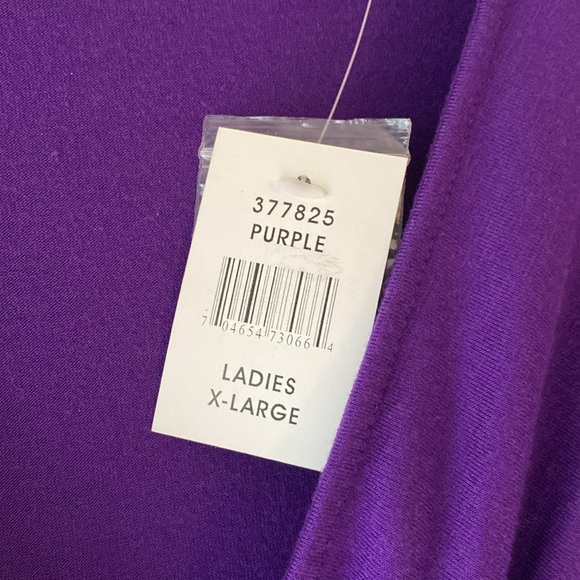 377825
PURPLE
7 04654 73066 4
LADIES
X-LARGE